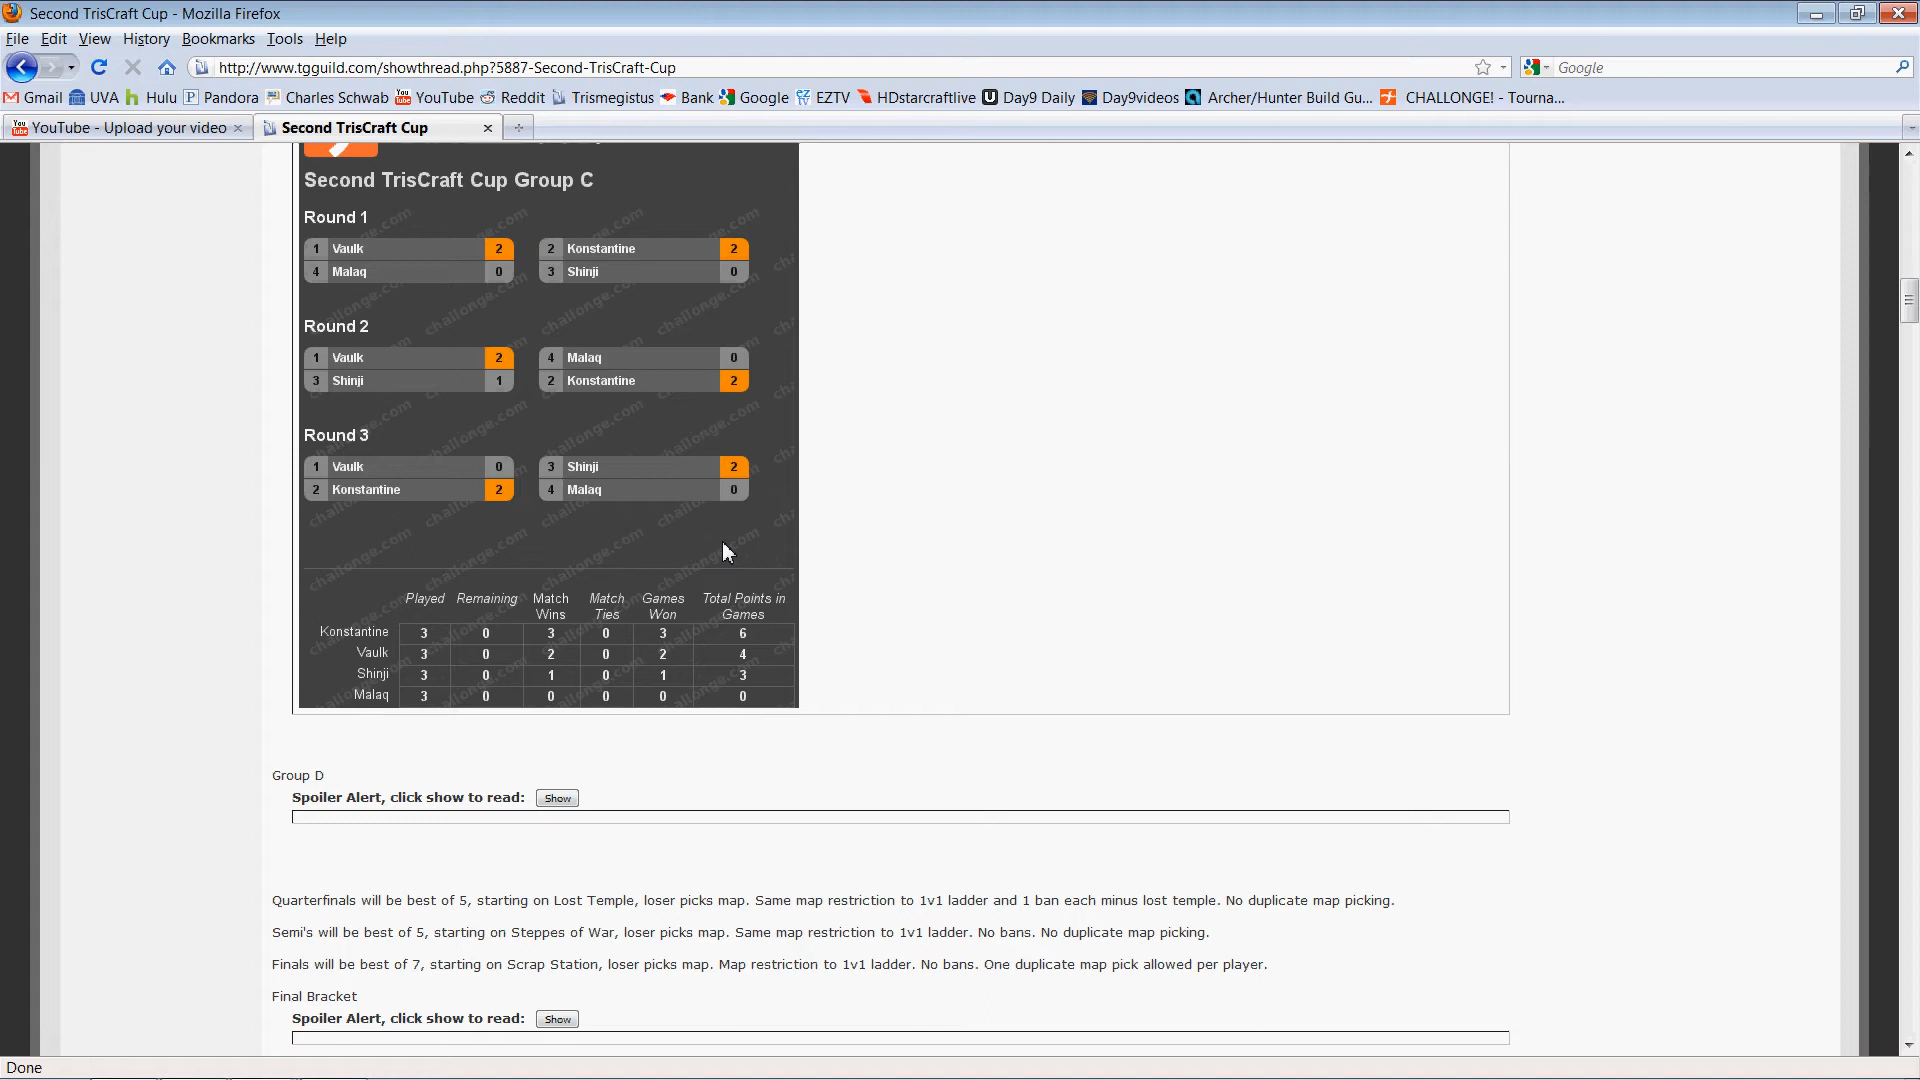 Second TrisCraft Cup - Mozilla Firefox
File Edit View History Bookmarks Tools Help
http://www.tgguild.com/showthread.php?5887-Second-TrisCraft-Cup
Google
Gmail UVA Hulu Pandora Charles Schwab YouTube Reddit Trismegistus Bank Google EZTV HDstarcraftlive Day9 Daily Day9videos Archer/Hunter Build Gu... CHALLONGE! - Tourna...
YouTube - Upload your video Second TrisCraft Cup
Second TrisCraft Cup Group C
Round 1
1 Vaulk 2 2 Konstantine 2
4 Malaq 0 3 Shinji 0
Round 2
1 Vaulk 2 4 Malaq 0
3 Shinji 1 2 Konstantine 2
Round 3
1 Vaulk 0 3 Shinji 2
2 Konstantine 2 4 Malaq 0
Played Remaining Match Wins Match Ties Games Won Total Points in Games
Konstantine 3 0 3 0 3 6
Vaulk 3 0 2 0 2 4
Shinji 3 0 1 0 1 3
Malaq 3 0 0 0 0 0
Group D
Spoiler Alert, click show to read: Show
Quarterfinals will be best of 5, starting on Lost Temple, loser picks map. Same map restriction to 1v1 ladder and 1 ban each minus lost temple. No duplicate map picking.
Semi's will be best of 5, starting on Steppes of War, loser picks map. Same map restriction to 1v1 ladder. No bans. No duplicate map picking.
Finals will be best of 7, starting on Scrap Station, loser picks map. Map restriction to 1v1 ladder. No bans. One duplicate map pick allowed per player.
Final Bracket
Spoiler Alert, click show to read: Show
Done